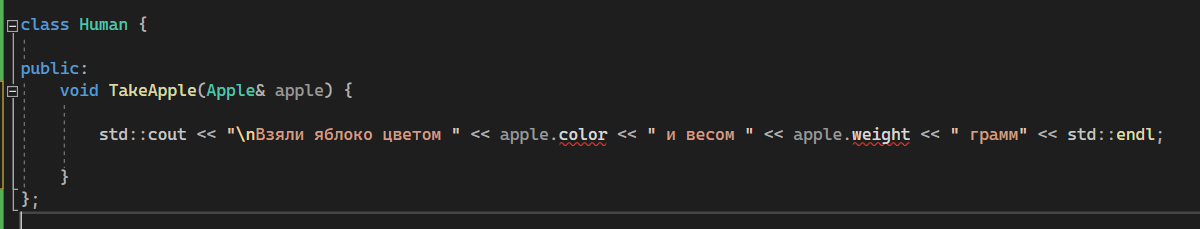 class Human {
public:
void TakeApple(Apple& apple) {
std::cout << "\nВзяли яблоко цветом " << apple.color << " и весом " << apple.weight << " грамм" << std::endl;
}
};